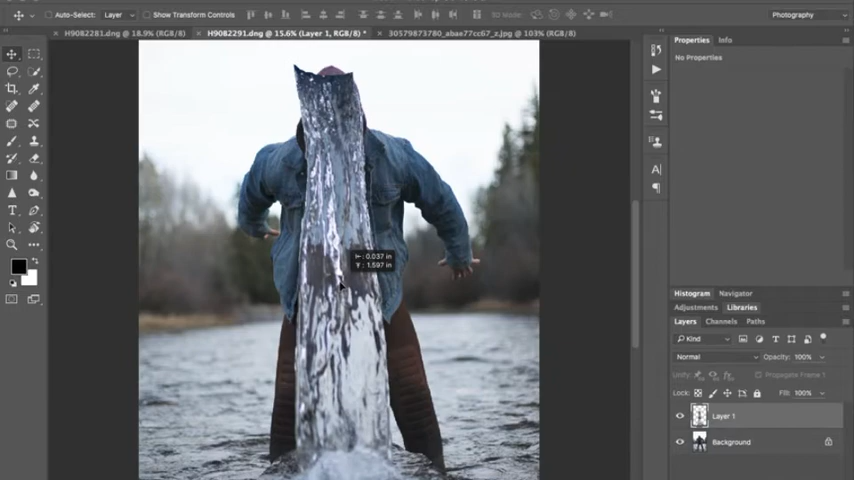 Auto-Select: Layer Show Transform Controls 3D Mode: Photography
H9082281.dng @ 18.9% (RGB/8) × H9082291.dng @ 15.6% (Layer 1, RGB/8) * × 30579873780_abae77cc67_z.jpg @ 103% (RGB/8)
Properties Info
No Properties
: 0.037 in
: 1.597 in
Histogram Navigator
Adjustments Libraries
Layers Channels Paths
Kind
Normal Opacity: 100%
Unify: Propagate Frame 1
Lock: Fill: 100%
Layer 1
Background